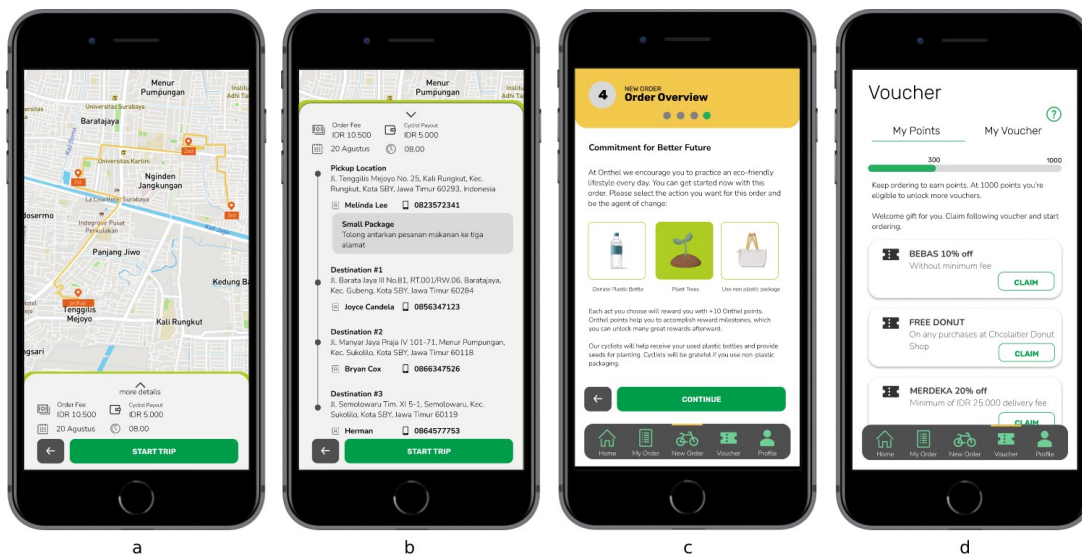 Menur
Pumpungan
Universitas Surabaya
Baratajaya
Kali Bama
2nd
Universitas Kartini
1st
Nginden
Jangkungan
La Lisa Hotel Surabaya
3rd
Kali Jagir
Indogrosir Pusat
Perkulakan
Panjang Jiwo
pickup
Tenggilis
Mejoyo
Kali Rungkut
more details
Order Fee
IDR 10.500
Cyclist Payout
IDR 5.000
20 Agustus
08.00
START TRIP
a
Menur
Pumpungan
Order Fee
IDR 10.500
Cyclist Payout
IDR 5.000
20 Agustus
08.00
Pickup Location
Jl. Tenggilis Mejoyo No. 25, Kali Rungkut, Kec.
Rungkut, Kota SBY, Jawa Timur 60293, Indonesia
Melinda Lee 0823572341
Small Package
Tolong antarkan pesanan makanan ke tiga
alamat
Destination #1
Jl. Barata Jaya III No.81, RT.001/RW.06, Baratajaya,
Kec. Gubeng, Kota SBY, Jawa Timur 60284
Joyce Candela 0856347123
Destination #2
Jl. Manyar Jaya Praja IV 101-71, Menur Pumpungan,
Kec. Sukolilo, Kota SBY, Jawa Timur 60118
Bryan Cox 0866347526
Destination #3
Jl. Semolowaru Tim. XI 5-1, Semolowaru, Kec.
Sukolilo, Kota SBY, Jawa Timur 60119
Herman 0864577753
START TRIP
b
4
NEW ORDER
Order Overview
Commitment for Better Future
At Onthel we encourage you to practice an eco-friendly
lifestyle every day. You can get started now with this
order. Please select the action you want for this order and
be the agent of change:
Donate Plastic Bottle
Plant Trees
Use non plastic package
Each act you choose will reward you with +10 Onthel points.
Onthel points help you to accomplish reward milestones, which
you can unlock many great rewards afterward.
Our cyclists will help receive your used plastic bottles and provide
seeds for planting. Cyclists will be grateful if you use non-plastic
packaging.
CONTINUE
Home My Order New Order Voucher Profile
c
Voucher
?
My Points My Voucher
300 1000
Keep ordering to earn points. At 1000 points you're
eligible to unlock more vouchers.
Welcome gift for you. Claim following voucher and start
ordering.
BEBAS 10% off
Without minimum fee
CLAIM
FREE DONUT
On any purchases at Chcolaitier Donut
Shop
CLAIM
MERDEKA 20% off
Minimum of IDR 25.000 delivery fee
CLAIM
Home My Order New Order Voucher Profile
d